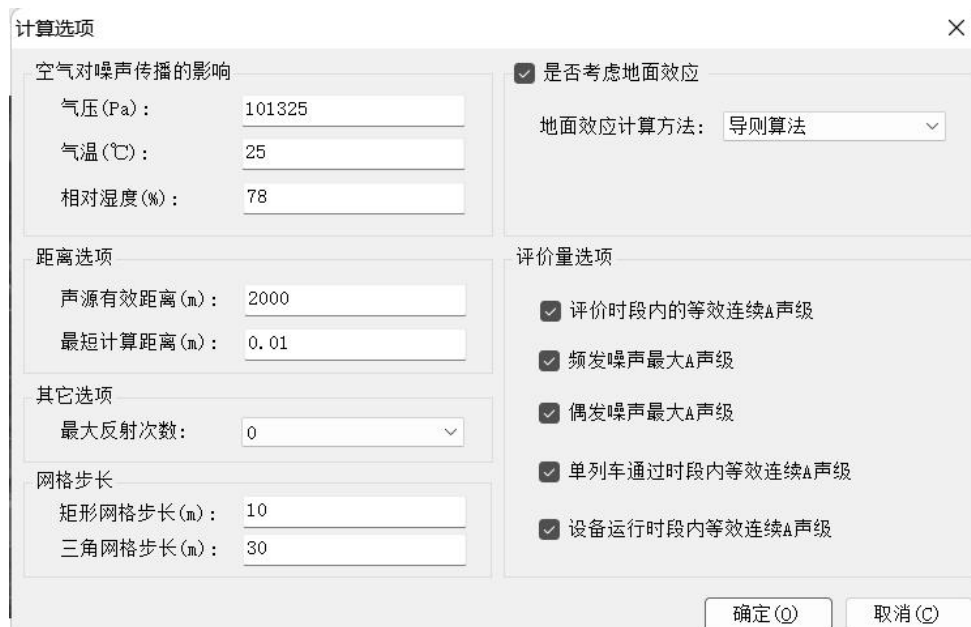 计算选项
空气对噪声传播的影响
气压(Pa): 101325
气温(℃): 25
相对湿度(%): 78
是否考虑地面效应
地面效应计算方法: 导则算法
距离选项
声源有效距离(m): 2000
最短计算距离(m): 0.01
其它选项
最大反射次数: 0
网格步长
矩形网格步长(m): 10
三角网格步长(m): 30
评价量选项
评价时段内的等效连续A声级
频发噪声最大A声级
偶发噪声最大A声级
单列车通过时段内等效连续A声级
设备运行时段内等效连续A声级
确定(O) 取消(C)